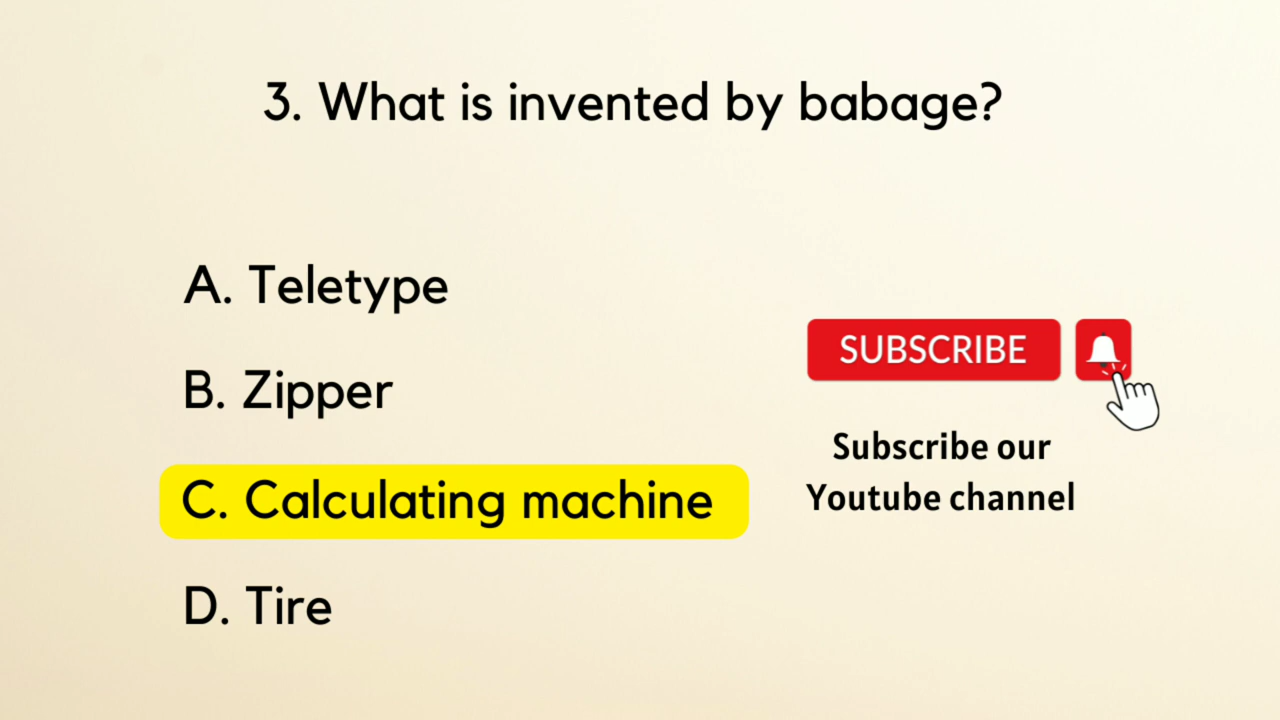 3. What is invented by babage?
A. Teletype
B. Zipper
C. Calculating machine
D. Tire
SUBSCRIBE
Subscribe our
Youtube channel